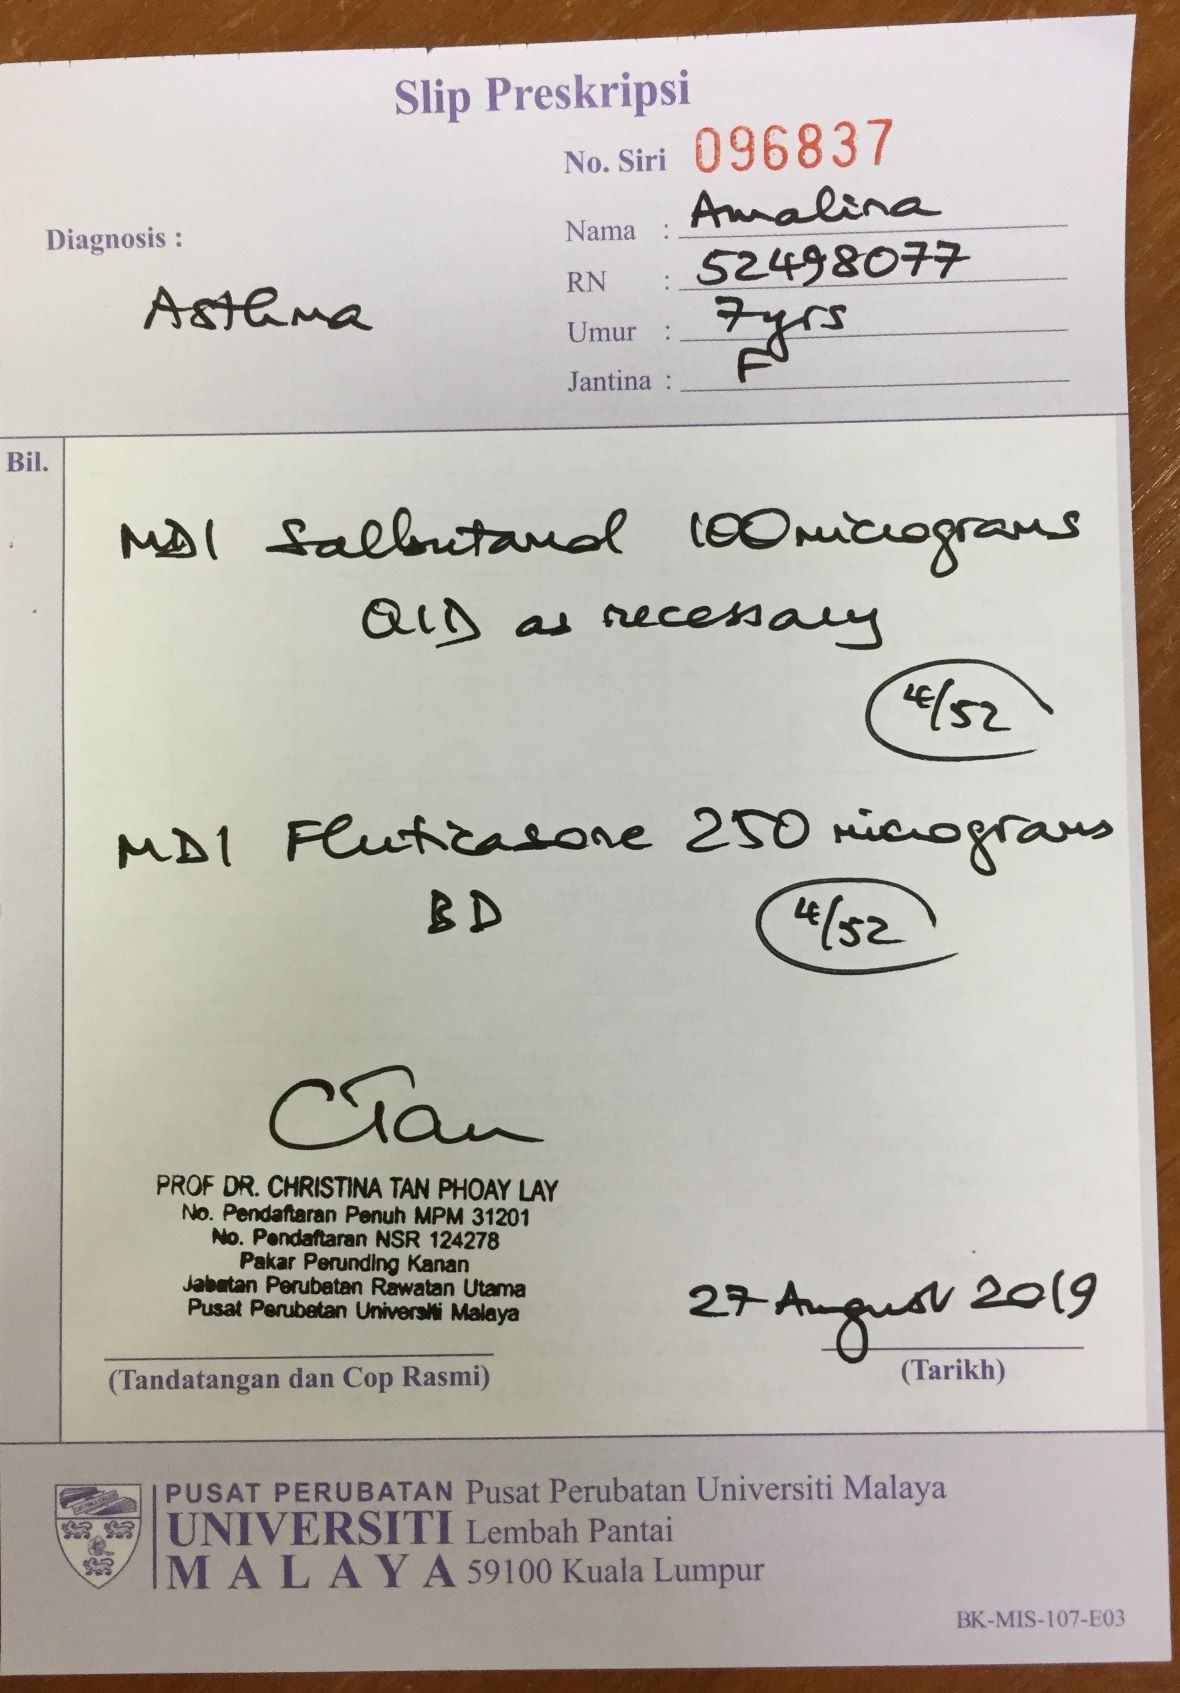 Slip Preskripsi
No. Siri 096837
Diagnosis :
Asthma
Nama : Amalina
RN : 52498077
Umur : 7yrs
Jantina : F
Bil.
MDI Salbutamol 100 micrograms
QID as necessary
4/52
MDI Fluticasone 250 micrograms
BD
4/52
CTan
PROF DR. CHRISTINA TAN PHOAY LAY
No. Pendaftaran Penuh MPM 31201
No. Pendaftaran NSR 124278
Pakar Perunding Kanan
Jabatan Perubatan Rawatan Utama
Pusat Perubatan Universiti Malaya
(Tandatangan dan Cop Rasmi)
27 August 2019
(Tarikh)
PUSAT PERUBATAN
UNIVERSITI
MALAYA
Pusat Perubatan Universiti Malaya
Lembah Pantai
59100 Kuala Lumpur
BK-MIS-107-E03